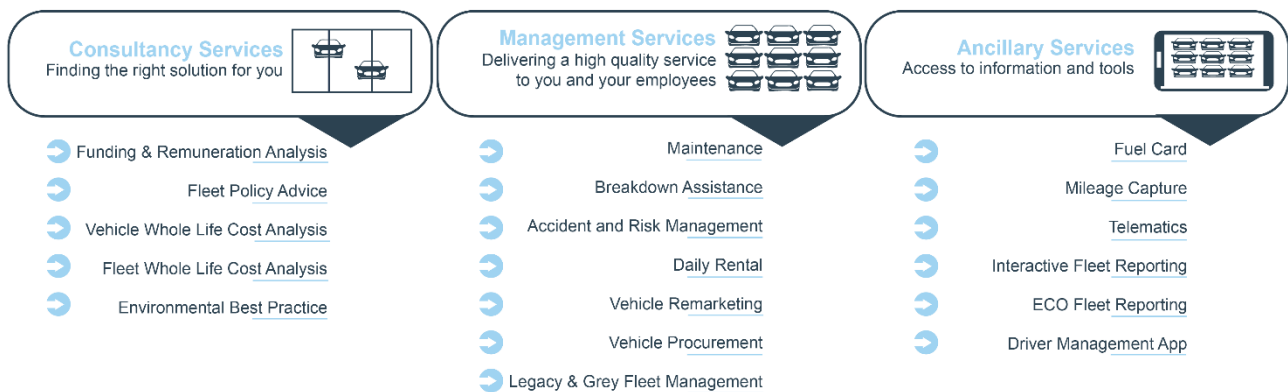 Consultancy Services
Finding the right solution for you
Funding & Remuneration Analysis
Fleet Policy Advice
Vehicle Whole Life Cost Analysis
Fleet Whole Life Cost Analysis
Environmental Best Practice
Management Services
Delivering a high quality service
to you and your employees
Maintenance
Breakdown Assistance
Accident and Risk Management
Daily Rental
Vehicle Remarketing
Vehicle Procurement
Legacy & Grey Fleet Management
Ancillary Services
Access to information and tools
Fuel Card
Mileage Capture
Telematics
Interactive Fleet Reporting
ECO Fleet Reporting
Driver Management App